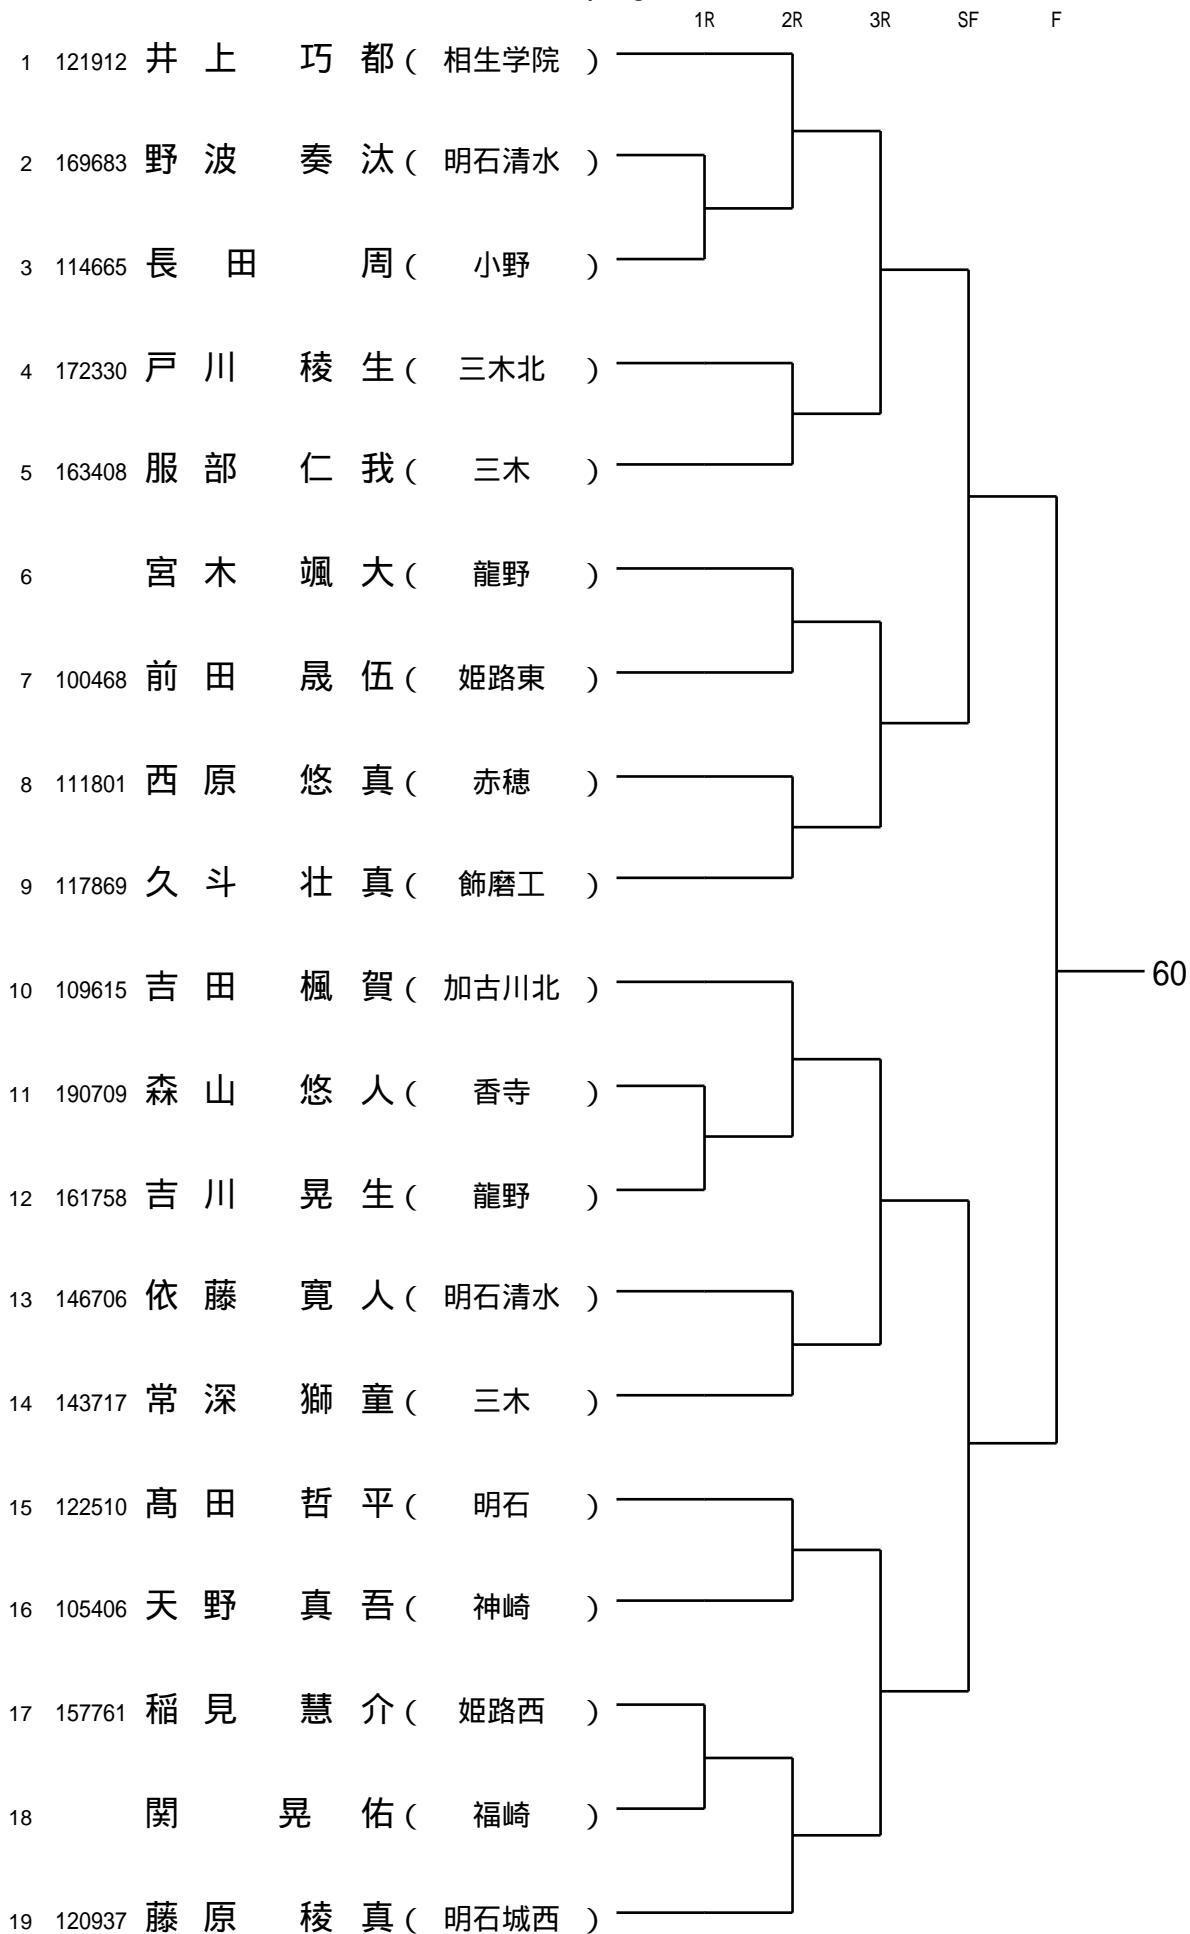 1R 2R 3R SF F
1 121912 井 上 巧 都 ( 相生学院 )
2 169683 野 波 奏 汰 ( 明石清水 )
3 114665 長 田 周 ( 小野 )
4 172330 戸 川 稜 生 ( 三木北 )
5 163408 服 部 仁 我 ( 三木 )
6 宮 木 颯 大 ( 龍野 )
7 100468 前 田 晟 伍 ( 姫路東 )
8 111801 西 原 悠 真 ( 赤穂 )
9 117869 久 斗 壮 真 ( 飾磨工 )
60
10 109615 吉 田 楓 賀 ( 加古川北 )
11 190709 森 山 悠 人 ( 香寺 )
12 161758 吉 川 晃 生 ( 龍野 )
13 146706 依 藤 寛 人 ( 明石清水 )
14 143717 常 深 獅 童 ( 三木 )
15 122510 髙 田 哲 平 ( 明石 )
16 105406 天 野 真 吾 ( 神崎 )
17 157761 稲 見 慧 介 ( 姫路西 )
18 関 晃 佑 ( 福崎 )
19 120937 藤 原 稜 真 ( 明石城西 )